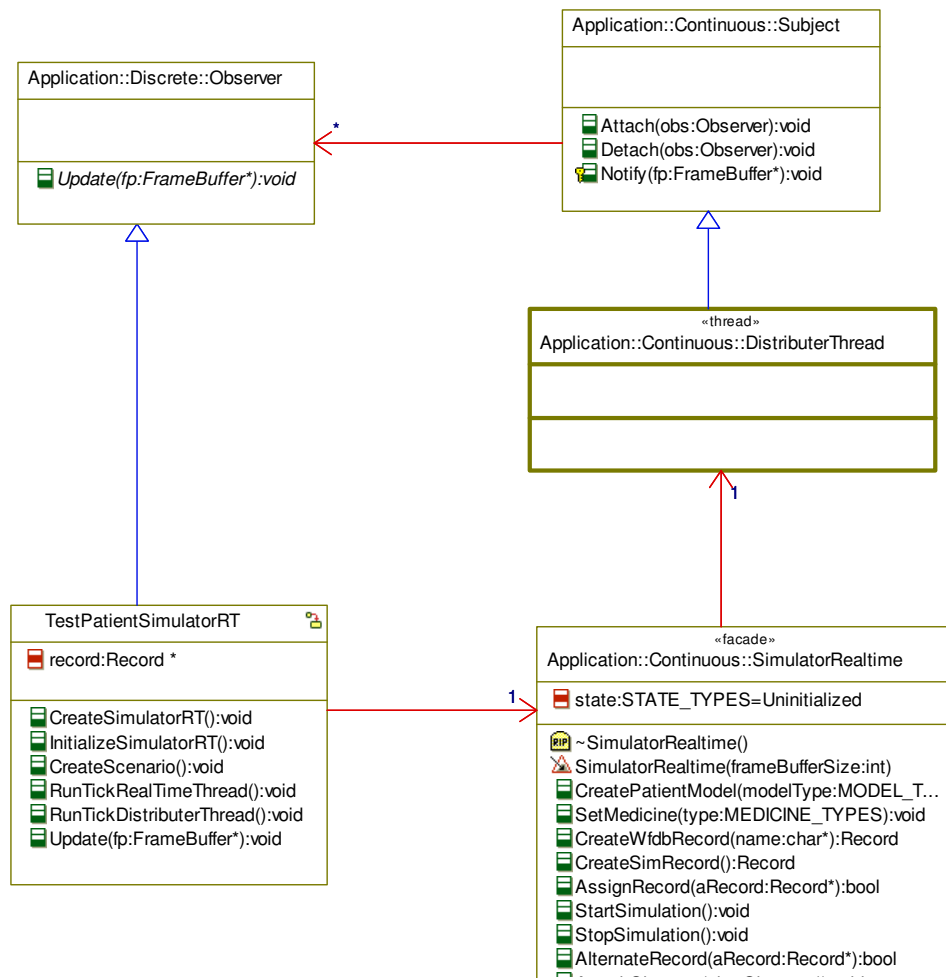 Application::Continuous::Subject
Attach(obs:Observer):void
Detach(obs:Observer):void
Notify(fp:FrameBuffer*):void
Application::Discrete::Observer
Update(fp:FrameBuffer*):void
*
«thread»
Application::Continuous::DistributerThread
1
TestPatientSimulatorRT
record:Record *
CreateSimulatorRT():void
InitializeSimulatorRT():void
CreateScenario():void
RunTickRealTimeThread():void
RunTickDistributerThread():void
Update(fp:FrameBuffer*):void
1
«facade»
Application::Continuous::SimulatorRealtime
state:STATE_TYPES=Uninitialized
RIP ~SimulatorRealtime()
SimulatorRealtime(frameBufferSize:int)
CreatePatientModel(modelType:MODEL_T...
SetMedicine(type:MEDICINE_TYPES):void
CreateWfdbRecord(name:char*):Record
CreateSimRecord():Record
AssignRecord(aRecord:Record*):bool
StartSimulation():void
StopSimulation():void
AlternateRecord(aRecord:Record*):bool